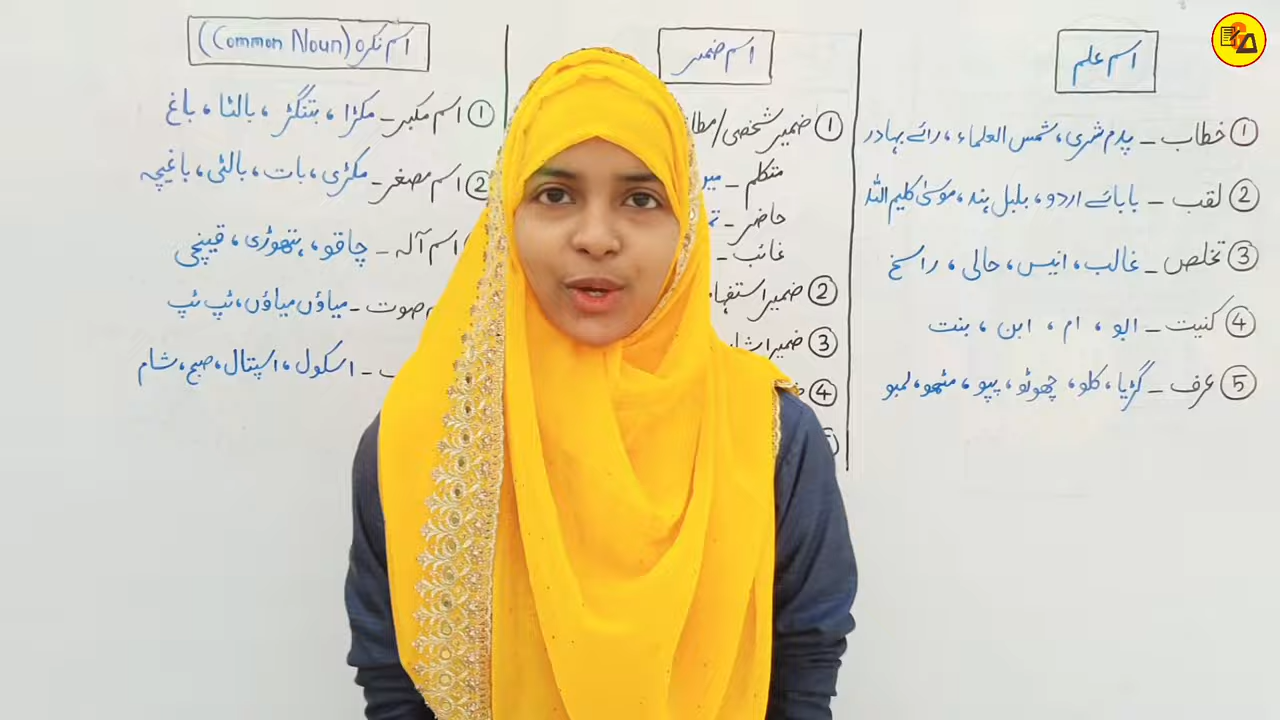 اسم علم
① خطاب ـ پدم شری، شمس العلماء، رائے بہادر
② لقب ـ بابائے اردو، بلبل ہند، موسیٰ کلیم اللہ
③ تخلص ـ غالب، انیس، حالی، راسخ
④ کنیت ـ ابو، ام، ابن، بنت
⑤ عرف ـ گڑیا، کلو، چھوٹو، پپو، مٹھو، لمبو
اسم ضمیر
① ضمیر شخصی/
متکلم ـ
حاضر ـ
غائب ـ
② ضمیر
③ ضمیر
④
اسم نکرہ (Common Noun)
① اسم مکبر ـ مکڑا، بتنگڑ، بالٹا، باغ
② اسم مصغر ـ مکڑی، بات، بالٹی، باغیچہ
اسم آلہ ـ چاقو، ہتھوڑی، قینچی
صوت ـ میاؤں میاؤں، ٹپ ٹپ
ـ اسکول، اسپتال، صبح، شام